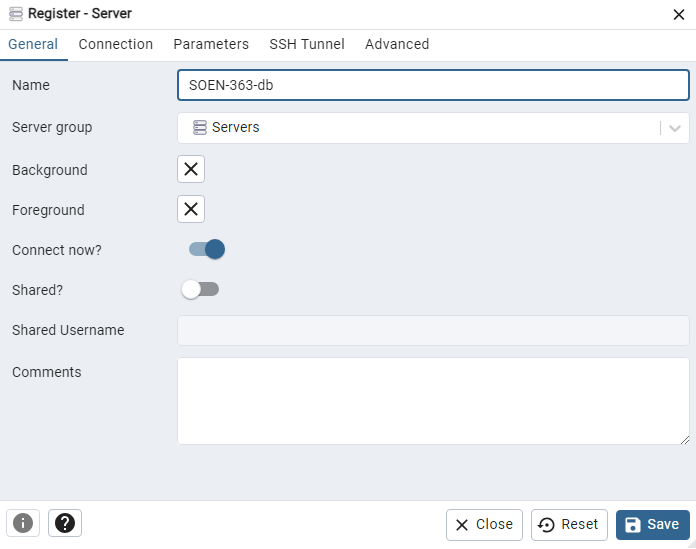 Register - Server
General Connection Parameters SSH Tunnel Advanced
Name SOEN-363-db
Server group Servers
Background
Foreground
Connect now?
Shared?
Shared Username
Comments
Close Reset Save